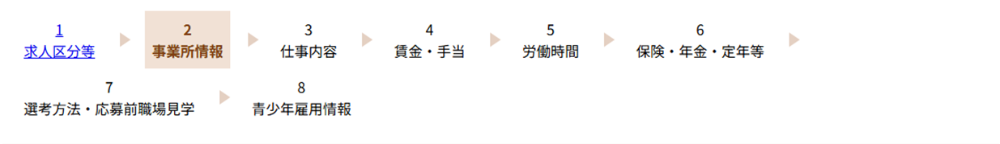 1 2 3 4 5 6
求人区分等 事業所情報 仕事内容 賃金・手当 労働時間 保険・年金・定年等
7 8
選考方法・応募前職場見学 青少年雇用情報